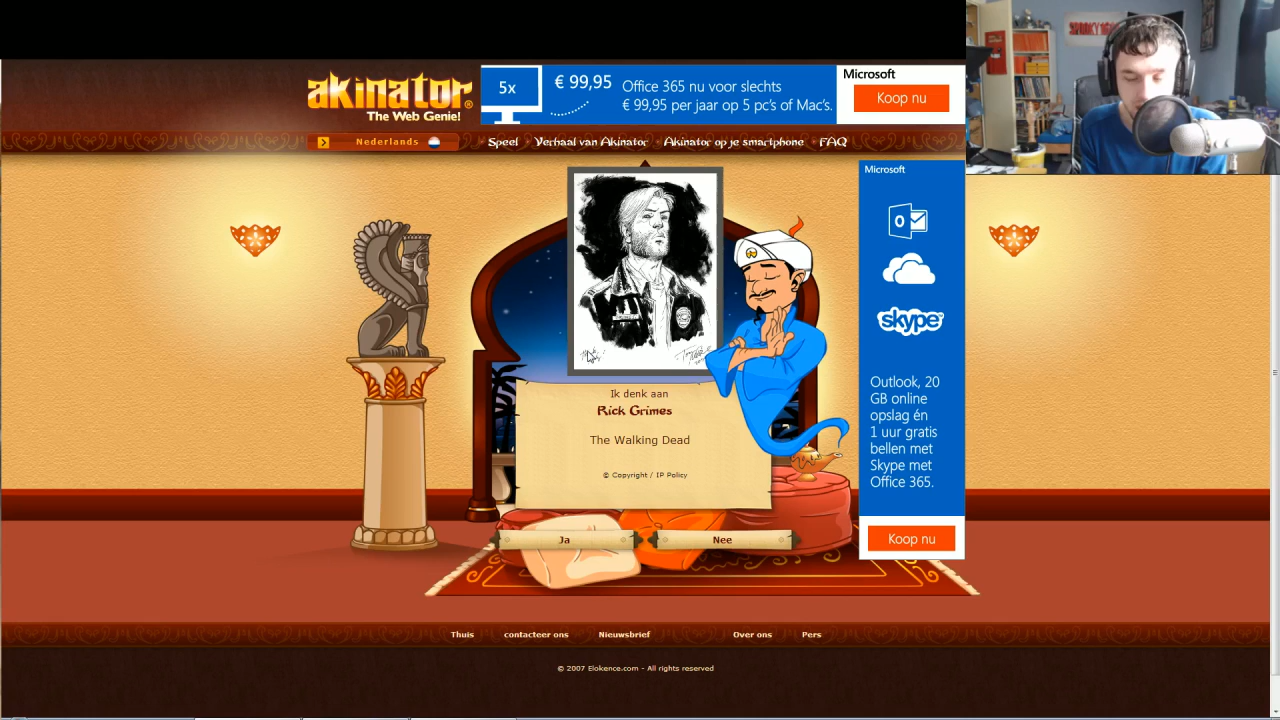 akinator®
The Web Genie!
5x
€ 99,95
Office 365 nu voor slechts
€ 99,95 per jaar op 5 pc's of Mac's.
Microsoft
Koop nu
Nederlands
Speel
Verhaal van Akinator
Akinator op je smartphone
FAQ
Microsoft
skype
Outlook, 20
GB online
opslag én
1 uur gratis
bellen met
Skype met
Office 365.
Koop nu
Ik denk aan
Rick Grimes
The Walking Dead
© Copyright / IP Policy
Ja
Nee
Thuis
contacteer ons
Nieuwsbrief
Over ons
Pers
© 2007 Elokence.com - All rights reserved